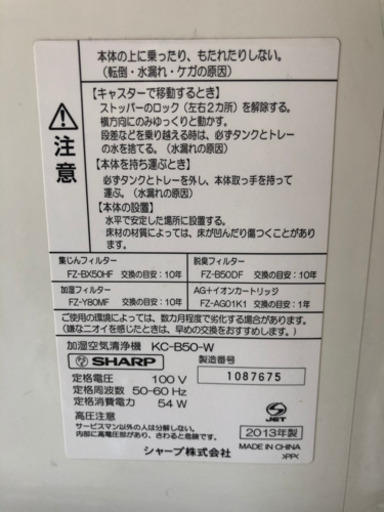 本体の上に乗ったり、もたれたりしない。
(転倒・水漏れ・ケガの原因)
注意
【キャスターで移動するとき】
ストッパーのロック(左右2カ所)を解除する。
横方向にのみゆっくりと動かす。
段差などを乗り越える時は、必ずタンクとトレー
の水を捨てる。(水漏れの原因)
【本体を持ち運ぶとき】
必ずタンクとトレーを外し、本体取っ手を持って
運ぶ。(ケガの原因)
【本体の設置】
水平で安定した場所に設置する。
床材の材質によっては、床が凹んだり傷つくことがあります。
集じんフィルター
FZ-BX50HF 交換の目安:10年
脱臭フィルター
FZ-B50DF 交換の目安:10年
加湿フィルター
FZ-Y80MF 交換の目安:10年
AG+イオンカートリッジ
FZ-AG01K1 交換の目安:1年
ご使用の環境によっては、能力が劣化する場合があります。
(嫌なニオイを感じたときは、早めの交換をおすすめします。)
加湿空気清浄機 KC-B50-W
SHARP
製造番号
1087675
定格電圧 100 V
定格周波数 50-60 Hz
定格消費電力 54 W
高圧注意
サービスマン以外の人は分解しないでください。
内部に高電圧部があり、さわると危険です。
JET
2013年製
MADE IN CHINA
シャープ株式会社
>PP<